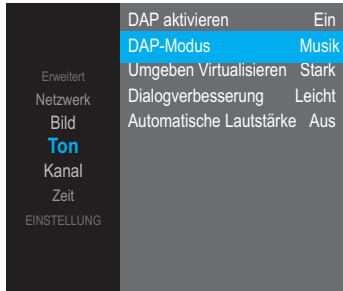 Erweitert
Netzwerk
Bild
Ton
Kanal
Zeit
EINSTELLUNG
DAP aktivieren Ein
DAP-Modus Musik
Umgeben Virtualisieren Stark
Dialogverbesserung Leicht
Automatische Lautstärke Aus